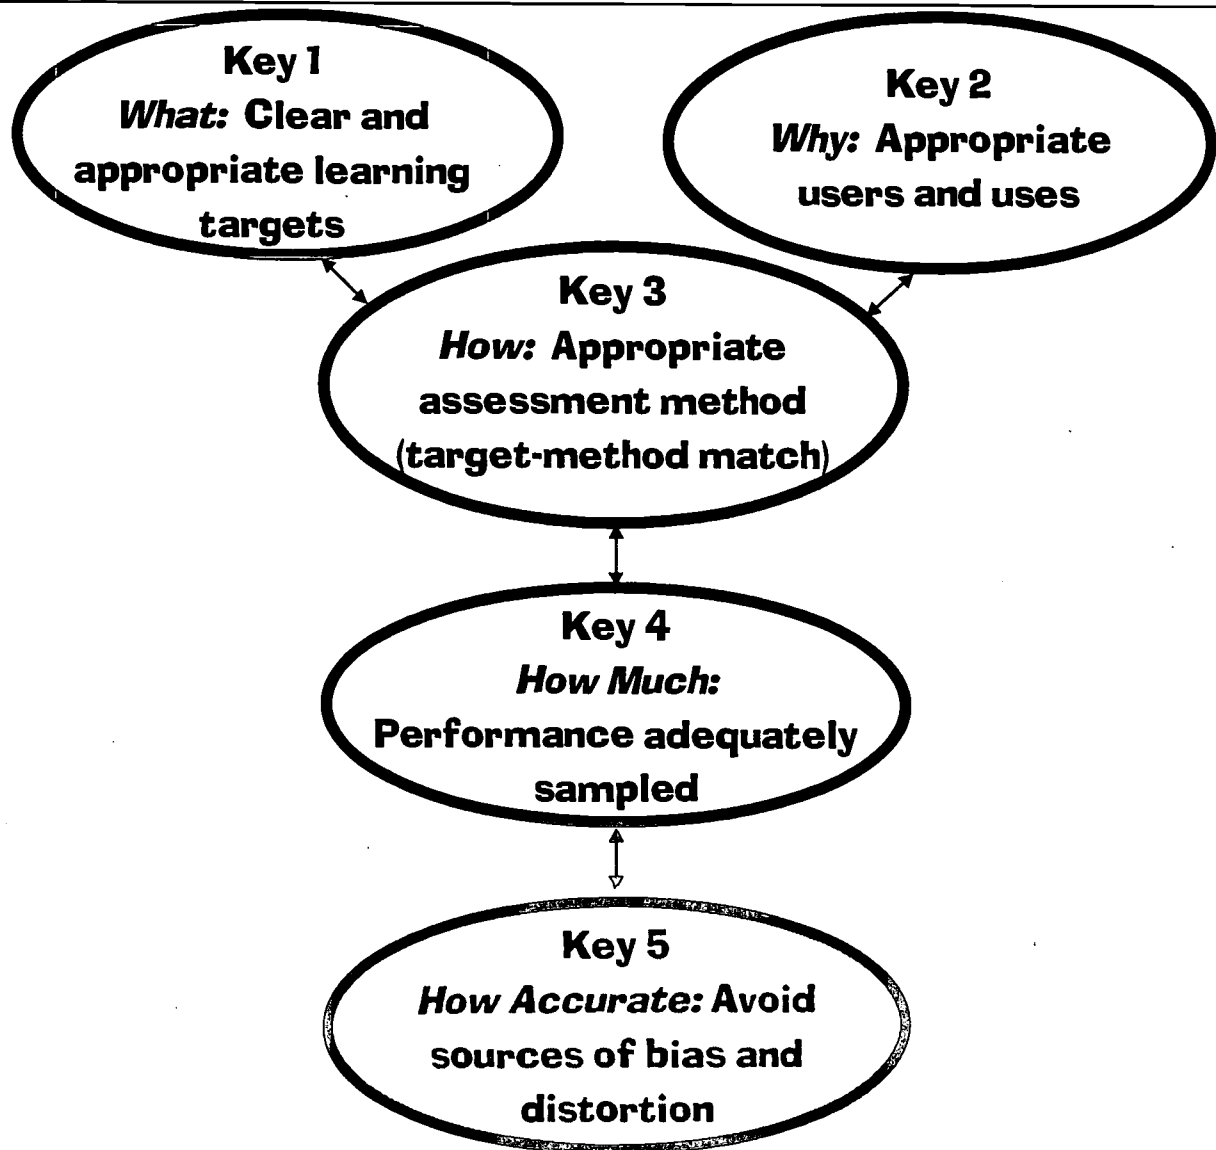 Key 1
What: Clear and
appropriate learning
targets
Key 2
Why: Appropriate
users and uses
Key 3
How: Appropriate
assessment method
(target-method match)
Key 4
How Much:
Performance adequately
sampled
Key 5
How Accurate: Avoid
sources of bias and
distortion